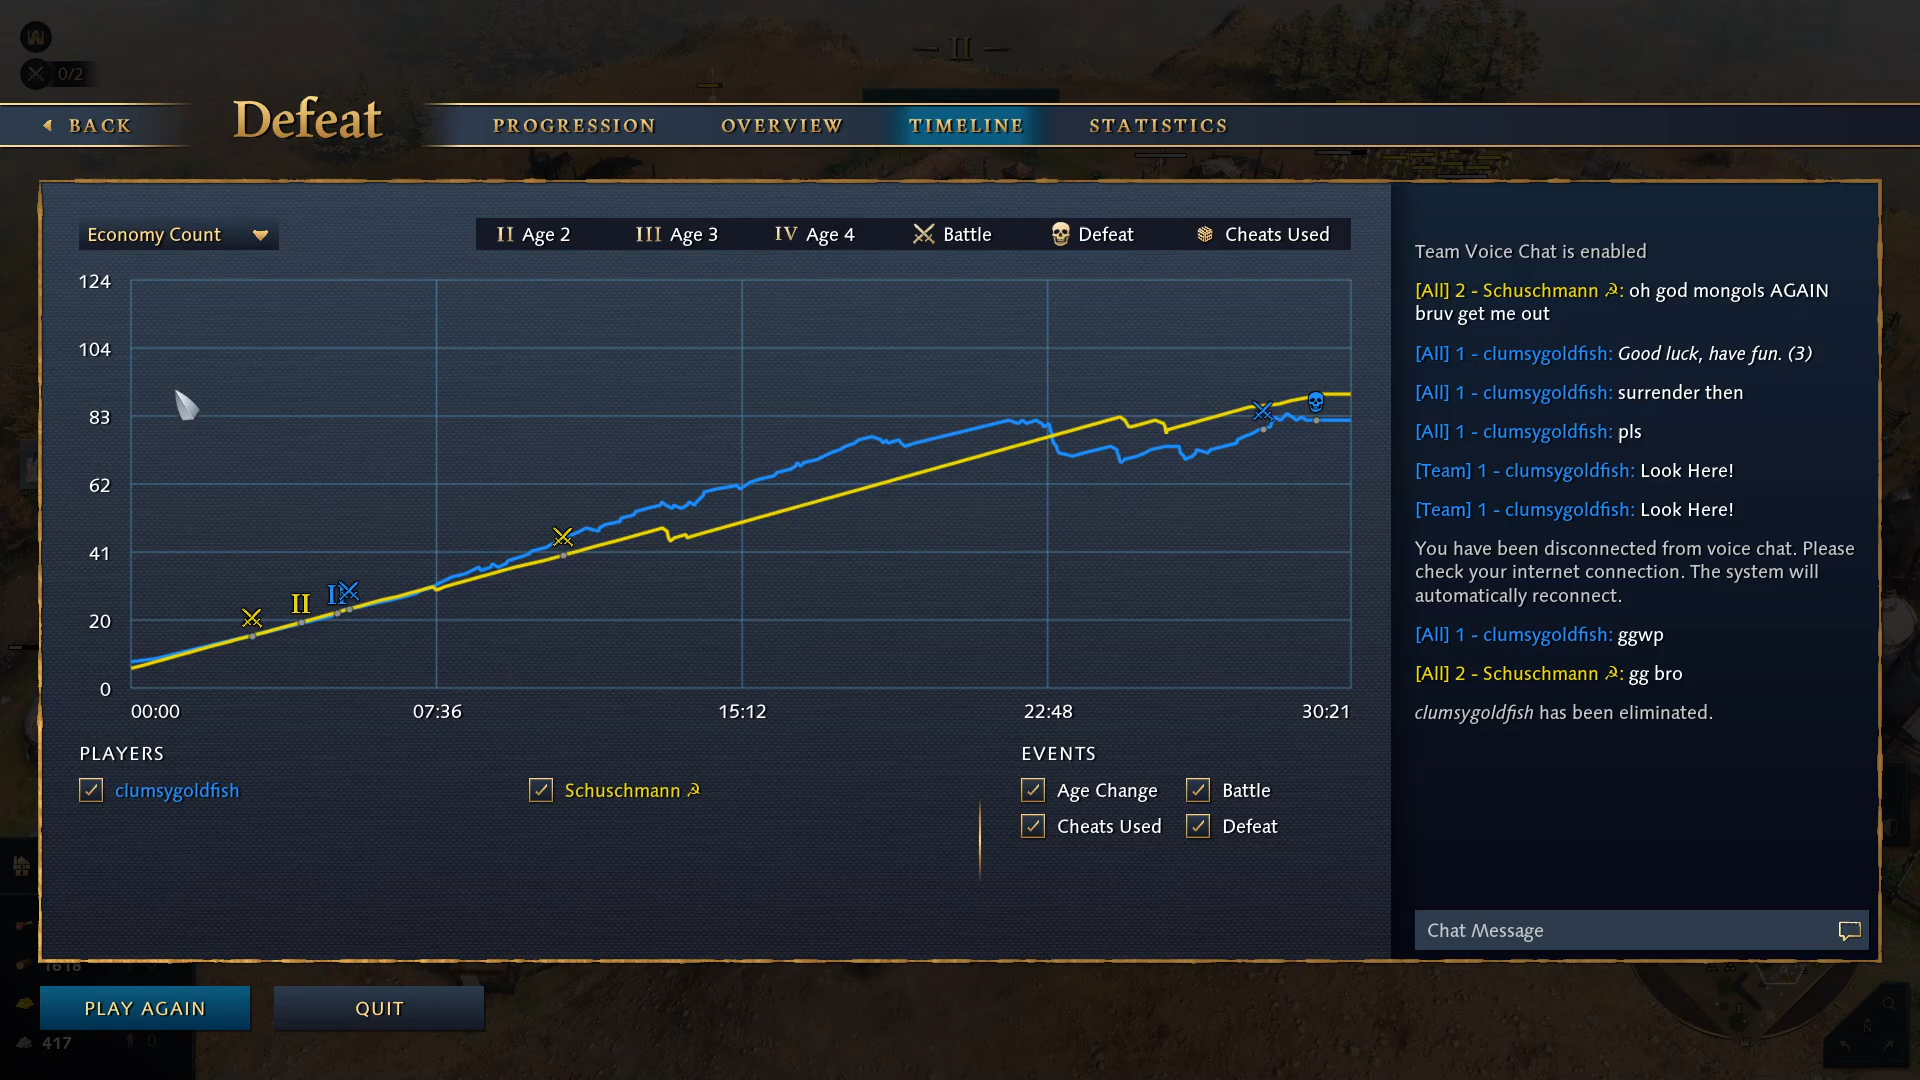 0/2
II
BACK
Defeat
PROGRESSION
OVERVIEW
TIMELINE
STATISTICS
Economy Count
II Age 2
III Age 3
IV Age 4
Battle
Defeat
Cheats Used
124
104
83
62
41
20
0
II
00:00
07:36
15:12
22:48
30:21
PLAYERS
clumsygoldfish
Schuschmann ☭
EVENTS
Age Change
Battle
Cheats Used
Defeat
Team Voice Chat is enabled
[All] 2 - Schuschmann ☭: oh god mongols AGAIN
bruv get me out
[All] 1 - clumsygoldfish: Good luck, have fun. (3)
[All] 1 - clumsygoldfish: surrender then
[All] 1 - clumsygoldfish: pls
[Team] 1 - clumsygoldfish: Look Here!
[Team] 1 - clumsygoldfish: Look Here!
You have been disconnected from voice chat. Please
check your internet connection. The system will
automatically reconnect.
[All] 1 - clumsygoldfish: ggwp
[All] 2 - Schuschmann ☭: gg bro
clumsygoldfish has been eliminated.
Chat Message
1618
PLAY AGAIN
QUIT
417
0